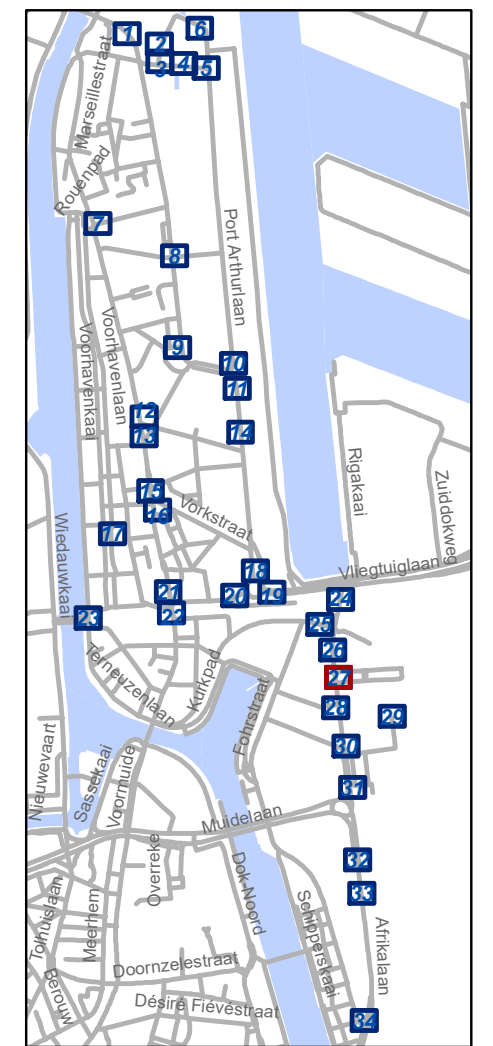 1
2
6
3
4
5
Marseillestraat
Rouenpad
7
8
Port Arthurlaan
Voorhavenkaai
Voorhavenlaan
9
10
11
12
13
14
15
16
Vorkstraat
17
Rigakaai
Zuiddokweg
Wiedauwkaai
Vliegtuiglaan
18
19
20
21
22
23
24
25
26
27
28
29
30
31
Terneuzenlaan
Kurkpad
Fohrstraat
Nieuwevaart
Sassekaai
Voormuide
Muidelaan
Overreke
Dok-Noord
32
33
Tolhuislaan
Meerhem
Schipperskaai
Afrikalaan
Doornzelestraat
Berouw
Désiré Fiévéstraat
34